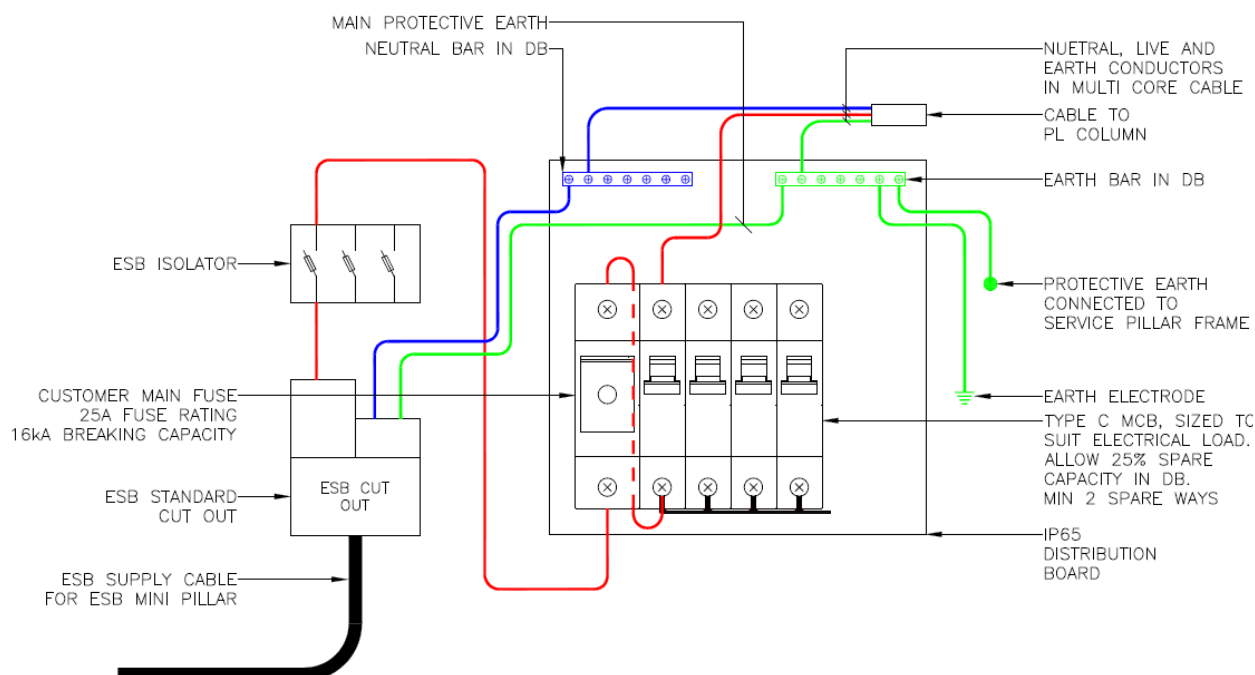 MAIN PROTECTIVE EARTH
NEUTRAL BAR IN DB
NUETRAL, LIVE AND
EARTH CONDUCTORS
IN MULTI CORE CABLE
CABLE TO
PL COLUMN
EARTH BAR IN DB
ESB ISOLATOR
PROTECTIVE EARTH
CONNECTED TO
SERVICE PILLAR FRAME
CUSTOMER MAIN FUSE
25A FUSE RATING
16kA BREAKING CAPACITY
EARTH ELECTRODE
TYPE C MCB, SIZED TO
SUIT ELECTRICAL LOAD.
ALLOW 25% SPARE
CAPACITY IN DB.
MIN 2 SPARE WAYS
ESB STANDARD
CUT OUT
ESB CUT
OUT
IP65
DISTRIBUTION
BOARD
ESB SUPPLY CABLE
FOR ESB MINI PILLAR